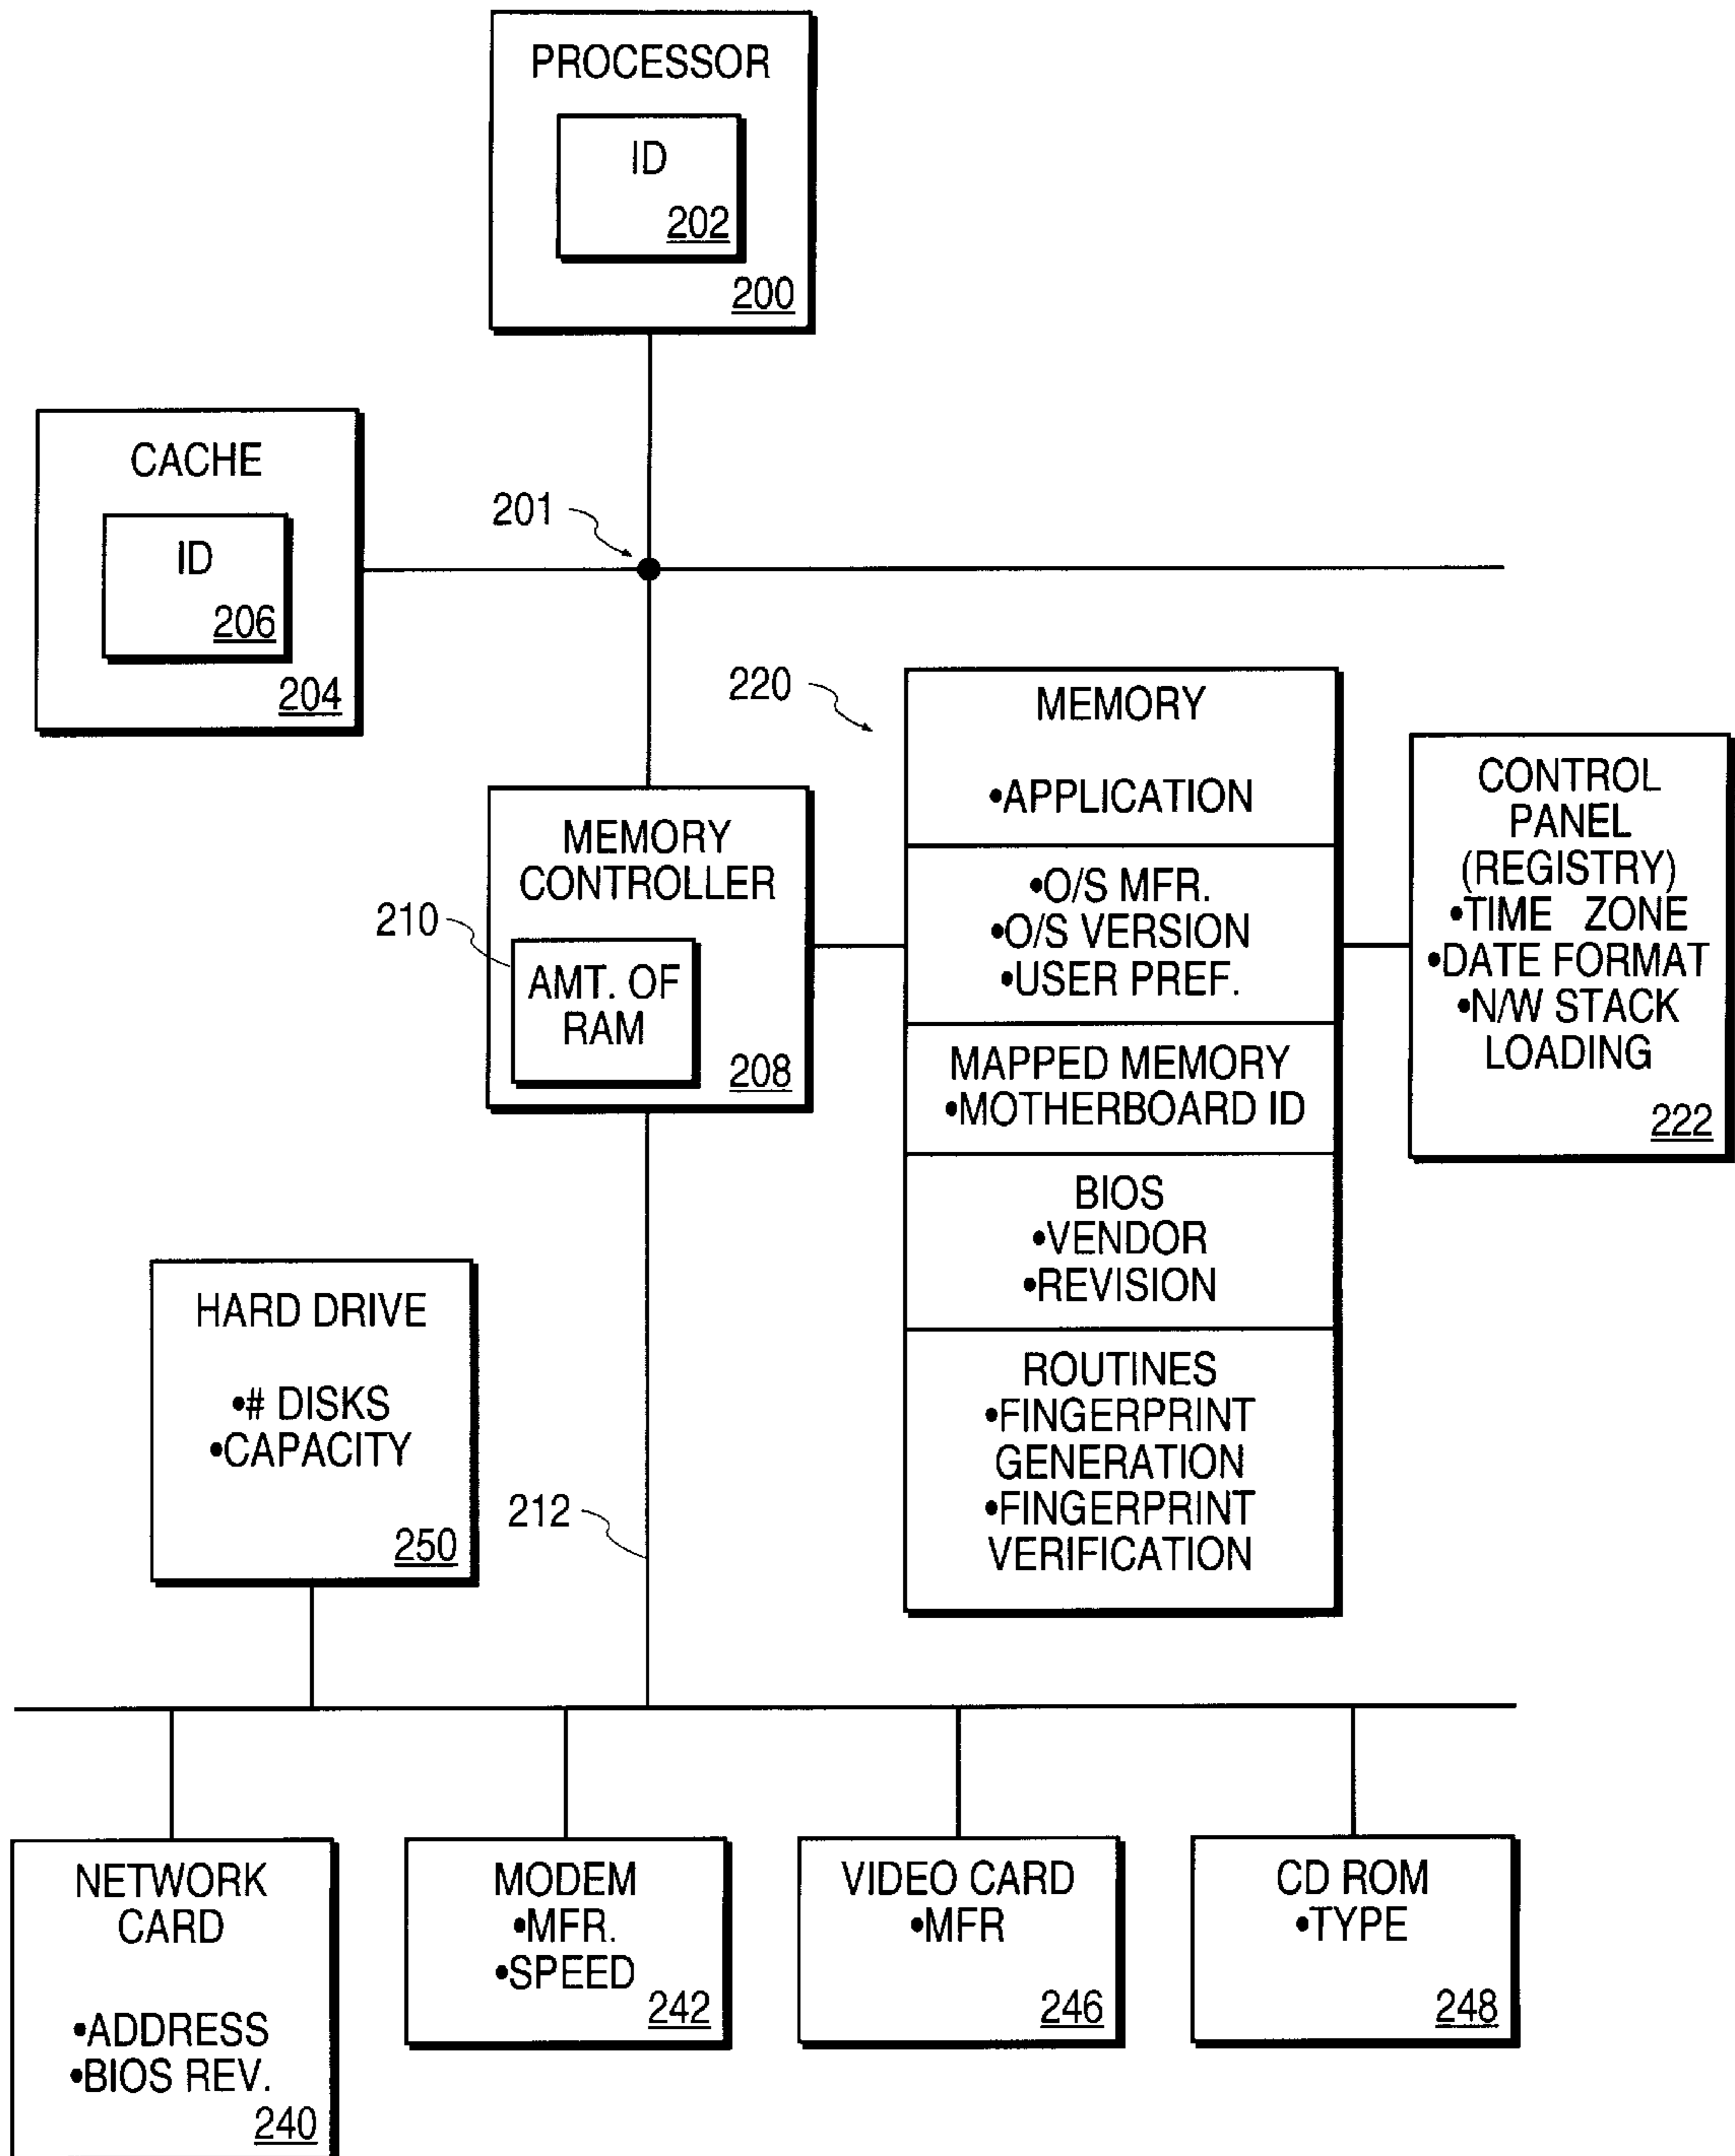 PROCESSOR
ID
202
200
CACHE
ID
206
204
201
220
MEMORY
•APPLICATION
•O/S MFR.
•O/S VERSION
•USER PREF.
MAPPED MEMORY
•MOTHERBOARD ID
BIOS
•VENDOR
•REVISION
ROUTINES
•FINGERPRINT
GENERATION
•FINGERPRINT
VERIFICATION
CONTROL
PANEL
(REGISTRY)
•TIME ZONE
•DATE FORMAT
•N/W STACK
LOADING
222
MEMORY
CONTROLLER
210
AMT. OF
RAM
208
HARD DRIVE
•# DISKS
•CAPACITY
250
212
NETWORK
CARD
•ADDRESS
•BIOS REV.
240
MODEM
•MFR.
•SPEED
242
VIDEO CARD
•MFR
246
CD ROM
•TYPE
248